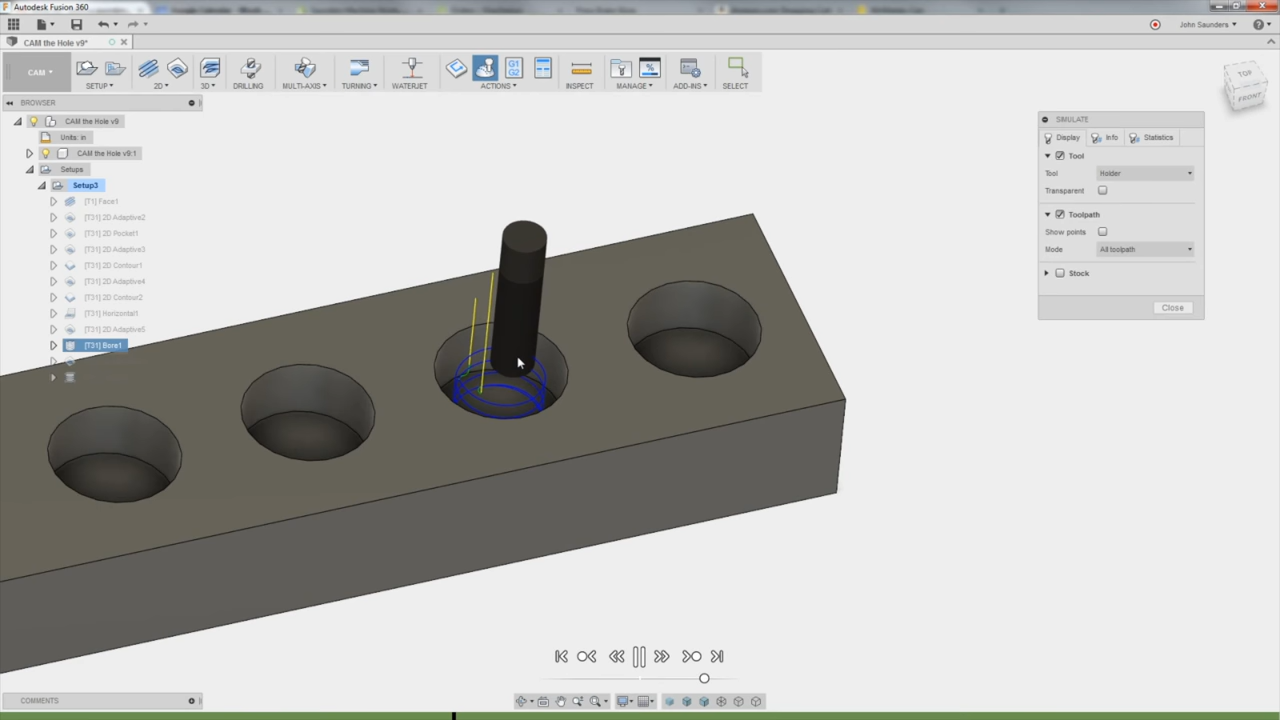 Autodesk Fusion 360
John Saunders
CAM the Hole v9*
CAM
SETUP
2D
3D
DRILLING
MULTI-AXIS
TURNING
WATERJET
G1
G2
ACTIONS
INSPECT
MANAGE
ADD-INS
SELECT
TOP
FRONT
BROWSER
CAM the Hole v9
Units: in
CAM the Hole v9:1
Setups
Setup3
[T1] Face1
[T31] 2D Adaptive2
[T31] 2D Pocket1
[T31] 2D Adaptive3
[T31] 2D Contour1
[T31] 2D Adaptive4
[T31] 2D Contour2
[T31] Horizontal1
[T31] 2D Adaptive5
[T31] Bore1
SIMULATE
Display
Info
Statistics
Tool
Tool
Holder
Transparent
Toolpath
Show points
Mode
All toolpath
Stock
Close
COMMENTS